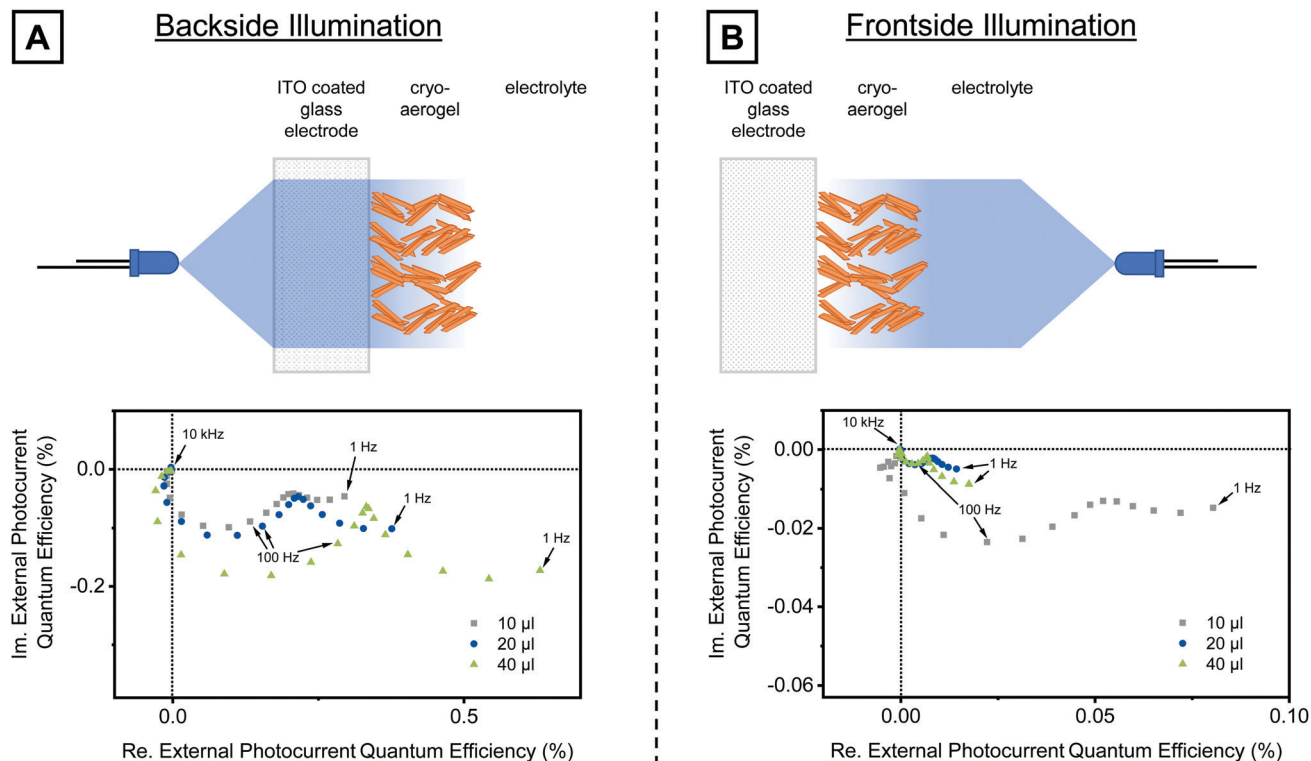 A
Backside Illumination
ITO coated
glass
electrode
cryo-
aerogel
electrolyte
10 kHz
1 Hz
1 Hz
100 Hz
1 Hz
0.0
-0.2
10 µl
20 µl
40 µl
0.0
0.5
Im. External Photocurrent
Quantum Efficiency (%)
Re. External Photocurrent Quantum Efficiency (%)
B
Frontside Illumination
ITO coated
glass
electrode
cryo-
aerogel
electrolyte
10 kHz
1 Hz
100 Hz
1 Hz
0.00
-0.02
-0.04
-0.06
10 µl
20 µl
40 µl
0.00
0.05
0.10
Im. External Photocurrent
Quantum Efficiency (%)
Re. External Photocurrent Quantum Efficiency (%)